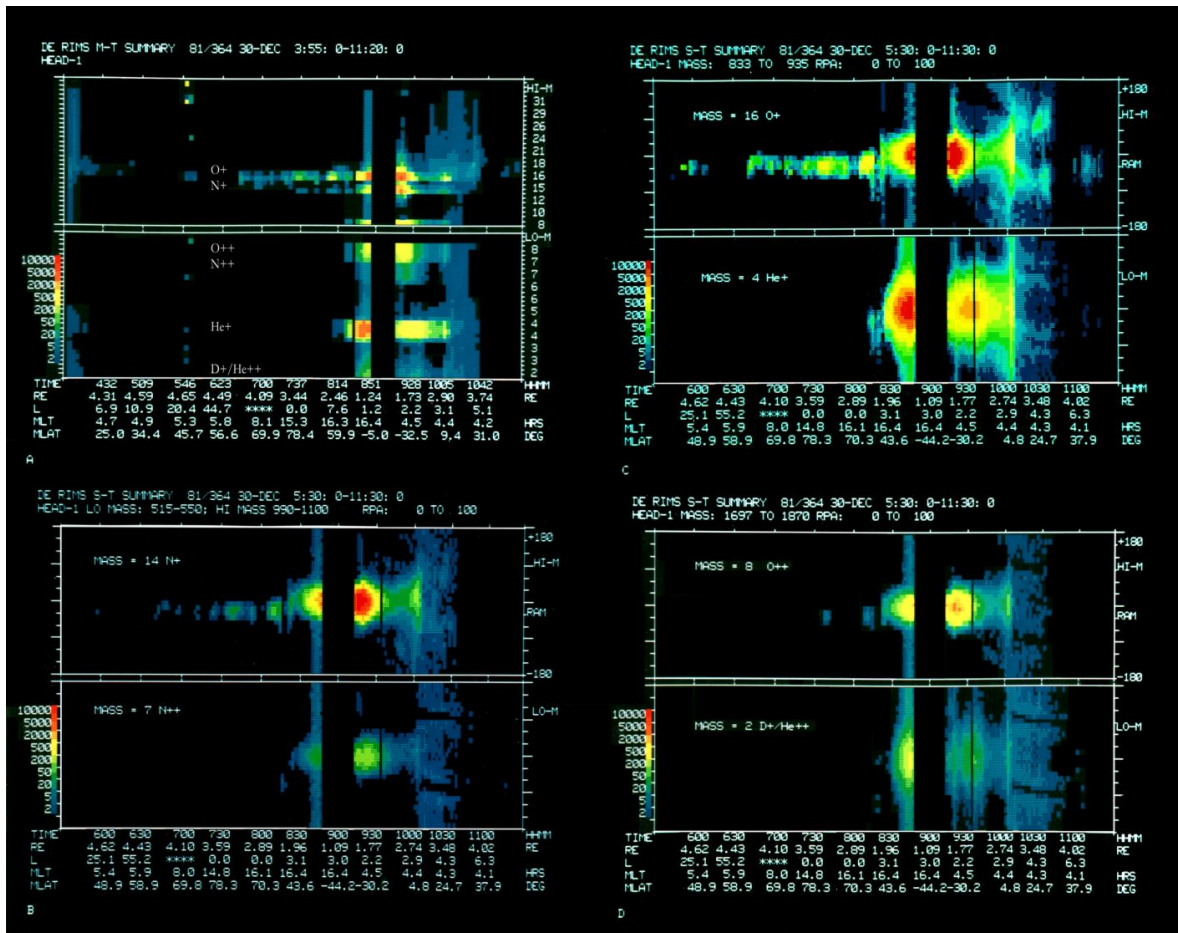 DE RIMS M-T SUMMARY 81/364 30-DEC 3:55: 0-11:20: 0
HEAD-1
HI-M
31
29
26
24
22
20
18
16
15
13
12
10
8
O+
N+
LO-M
8
7
7
6
5
4
4
3
3
2
O++
N++
He+
D+/He++
10000
5000
2000
500
200
50
20
5
2
TIME 432 509 546 623 700 737 814 851 928 1005 1042 HHMM
RE 4.31 4.59 4.65 4.49 4.09 3.44 2.46 1.24 1.73 2.90 3.74 RE
L 6.9 10.9 20.4 44.7 **** 0.0 7.6 1.2 2.2 3.1 5.1
MLT 4.7 4.9 5.3 5.8 8.1 15.3 16.3 16.4 4.5 4.4 4.2 HRS
MLAT 25.0 34.4 45.7 56.6 69.9 78.4 59.9 -5.0 -32.5 9.4 31.0 DEG
A
DE RIMS S-T SUMMARY 81/364 30-DEC 5:30: 0-11:30: 0
HEAD-1 LO MASS: 515-550; HI MASS 990-1100 RPA: 0 TO 100
MASS = 14 N+
+180
HI-M
RAM
-180
MASS = 7 N++
LO-M
10000
5000
2000
500
200
50
20
5
2
TIME 600 630 700 730 800 830 900 930 1000 1030 1100 HHMM
RE 4.62 4.43 4.10 3.59 2.89 1.96 1.09 1.77 2.74 3.48 4.02 RE
L 25.1 55.2 **** 0.0 0.0 3.1 3.0 2.2 2.9 4.3 6.3
MLT 5.4 5.9 8.0 14.8 16.1 16.4 16.4 4.5 4.4 4.3 4.1 HRS
MLAT 48.9 58.9 69.8 78.3 70.3 43.6 -44.2-30.2 4.8 24.7 37.9 DEG
B
DE RIMS S-T SUMMARY 81/364 30-DEC 5:30: 0-11:30: 0
HEAD-1 MASS: 833 TO 935 RPA: 0 TO 100
MASS = 16 O+
+180
HI-M
RAM
-180
MASS = 4 He+
LO-M
10000
5000
2000
500
200
50
20
5
2
TIME 600 630 700 730 800 830 900 930 1000 1030 1100 HHMM
RE 4.62 4.43 4.10 3.59 2.89 1.96 1.09 1.77 2.74 3.48 4.02 RE
L 25.1 55.2 **** 0.0 0.0 3.1 3.0 2.2 2.9 4.3 6.3
MLT 5.4 5.9 8.0 14.8 16.1 16.4 16.4 4.5 4.4 4.3 4.1 HRS
MLAT 48.9 58.9 69.8 78.3 70.3 43.6 -44.2-30.2 4.8 24.7 37.9 DEG
C
DE RIMS S-T SUMMARY 81/364 30-DEC 5:30: 0-11:30: 0
HEAD-1 MASS: 1697 TO 1870 RPA: 0 TO 100
MASS = 8 O++
+180
HI-M
RAM
-180
MASS = 2 D+/He++
LO-M
10000
5000
2000
500
200
50
20
5
2
TIME 600 630 700 730 800 830 900 930 1000 1030 1100 HHMM
RE 4.62 4.43 4.10 3.59 2.89 1.96 1.09 1.77 2.74 3.48 4.02 RE
L 25.1 55.2 **** 0.0 0.0 3.1 3.0 2.2 2.9 4.3 6.3
MLT 5.4 5.9 8.0 14.8 16.1 16.4 16.4 4.5 4.4 4.3 4.1 HRS
MLAT 48.9 58.9 69.8 78.3 70.3 43.6 -44.2-30.2 4.8 24.7 37.9 DEG
D